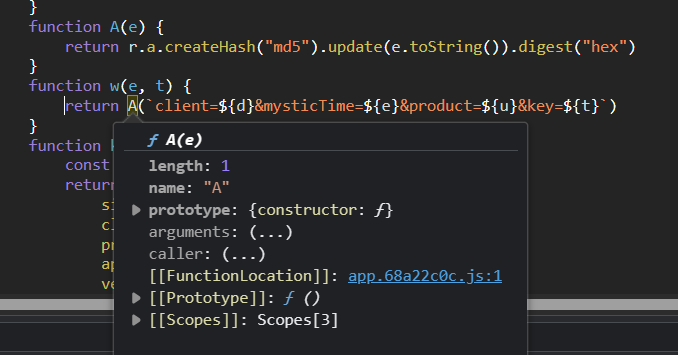 }
function A(e) {
return r.a.createHash("md5").update(e.toString()).digest("hex")
}
function w(e, t) {
return A(`client=${d}&mysticTime=${e}&product=${u}&key=${t}`)
}
function
const
return
si
cl
pr
ap
ve
ƒ A(e)
length: 1
name: "A"
▶ prototype: {constructor: ƒ}
arguments: (...)
caller: (...)
[[FunctionLocation]]: app.68a22c0c.js:1
▶ [[Prototype]]: ƒ ()
▶ [[Scopes]]: Scopes[3]